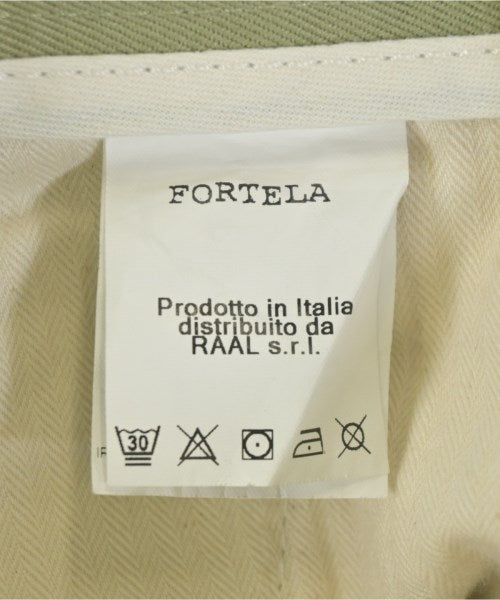 FORTELA
Prodotto in Italia
distribuito da
RAAL s.r.l.
30